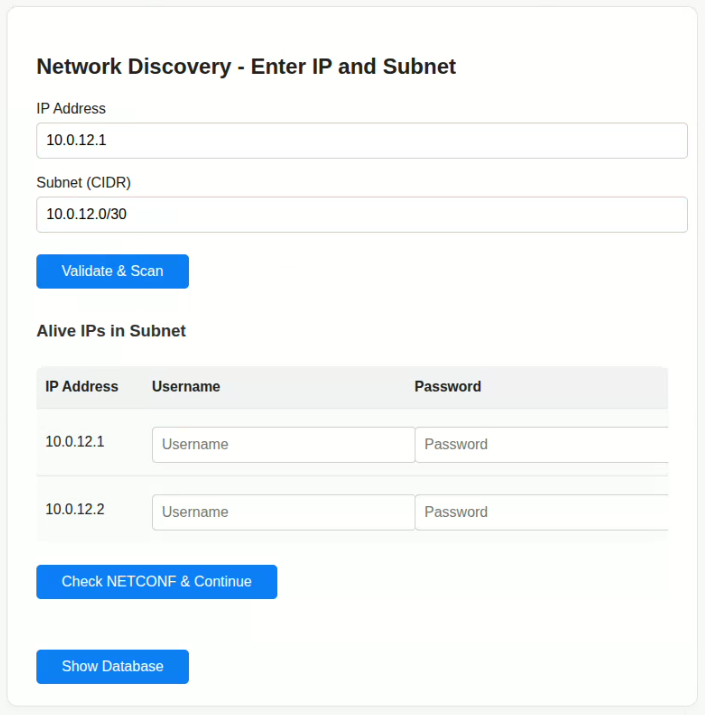 Network Discovery - Enter IP and Subnet
IP Address
10.0.12.1
Subnet (CIDR)
10.0.12.0/30
Validate & Scan
Alive IPs in Subnet
IP Address Username Password
10.0.12.1 Username Password
10.0.12.2 Username Password
Check NETCONF & Continue
Show Database